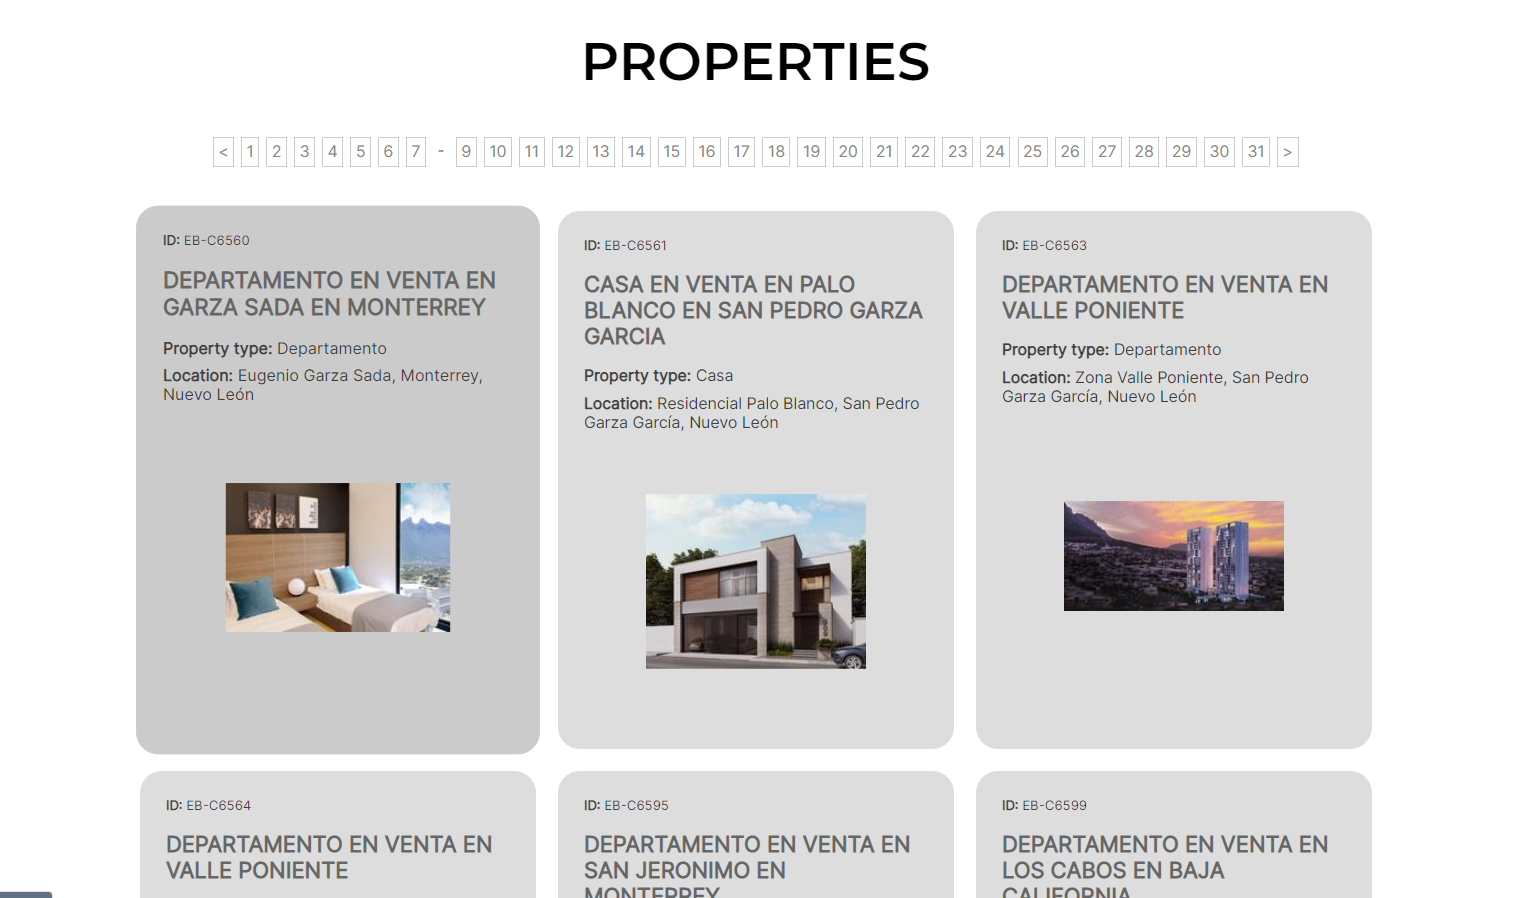 PROPERTIES
< 1 2 3 4 5 6 7 - 9 10 11 12 13 14 15 16 17 18 19 20 21 22 23 24 25 26 27 28 29 30 31 >
ID: EB-C6560
DEPARTAMENTO EN VENTA EN
GARZA SADA EN MONTERREY
Property type: Departamento
Location: Eugenio Garza Sada, Monterrey,
Nuevo León
ID: EB-C6561
CASA EN VENTA EN PALO
BLANCO EN SAN PEDRO GARZA
GARCIA
Property type: Casa
Location: Residencial Palo Blanco, San Pedro
Garza García, Nuevo León
ID: EB-C6563
DEPARTAMENTO EN VENTA EN
VALLE PONIENTE
Property type: Departamento
Location: Zona Valle Poniente, San Pedro
Garza García, Nuevo León
ID: EB-C6564
DEPARTAMENTO EN VENTA EN
VALLE PONIENTE
ID: EB-C6595
DEPARTAMENTO EN VENTA EN
SAN JERONIMO EN
MONTERREY
ID: EB-C6599
DEPARTAMENTO EN VENTA EN
LOS CABOS EN BAJA
CALIFORNIA